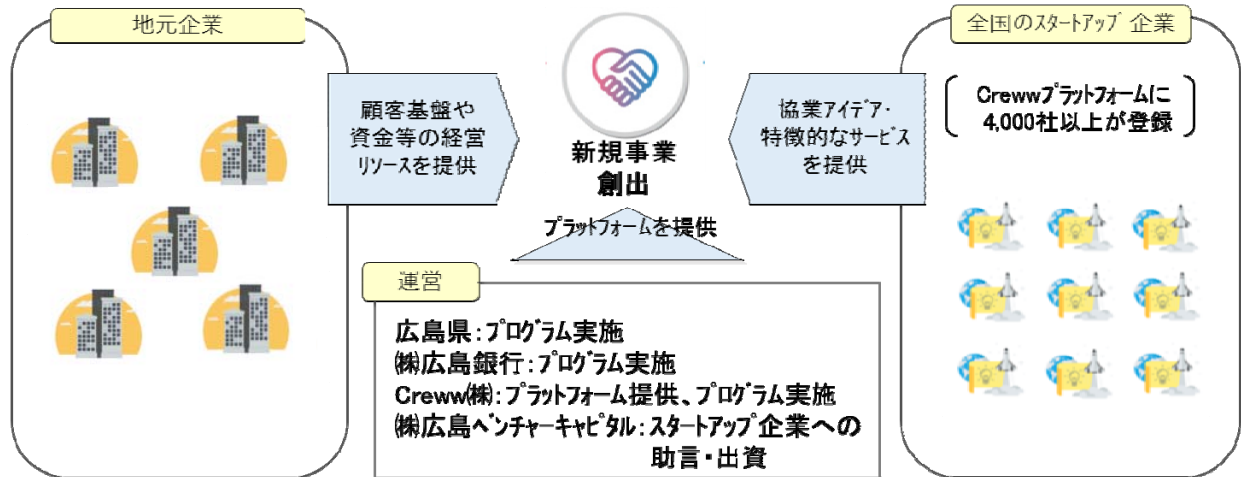 地元企業
顧客基盤や
資金等の経営
リソースを提供
新規事業
創出
プラットフォームを提供
協業アイデア・
特徴的なサービス
を提供
全国のスタートアップ企業
Crewwプラットフォームに
4,000社以上が登録
運営
広島県：プログラム実施
㈱広島銀行：プログラム実施
Creww㈱：プラットフォーム提供、プログラム実施
㈱広島ベンチャーキャピタル：スタートアップ企業への
助言・出資